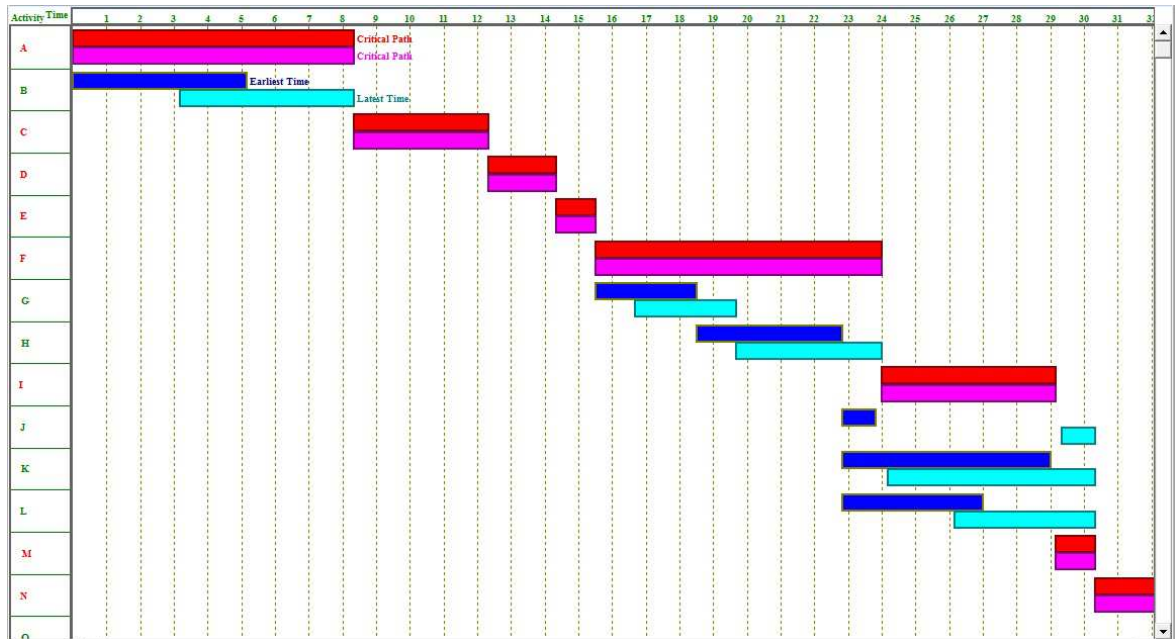 Activity Time 1 2 3 4 5 6 7 8 9 10 11 12 13 14 15 16 17 18 19 20 21 22 23 24 25 26 27 28 29 30 31 32
A Critical Path
Critical Path
B Earliest Time
Latest Time
C
D
E
F
G
H
I
J
K
L
M
N
O